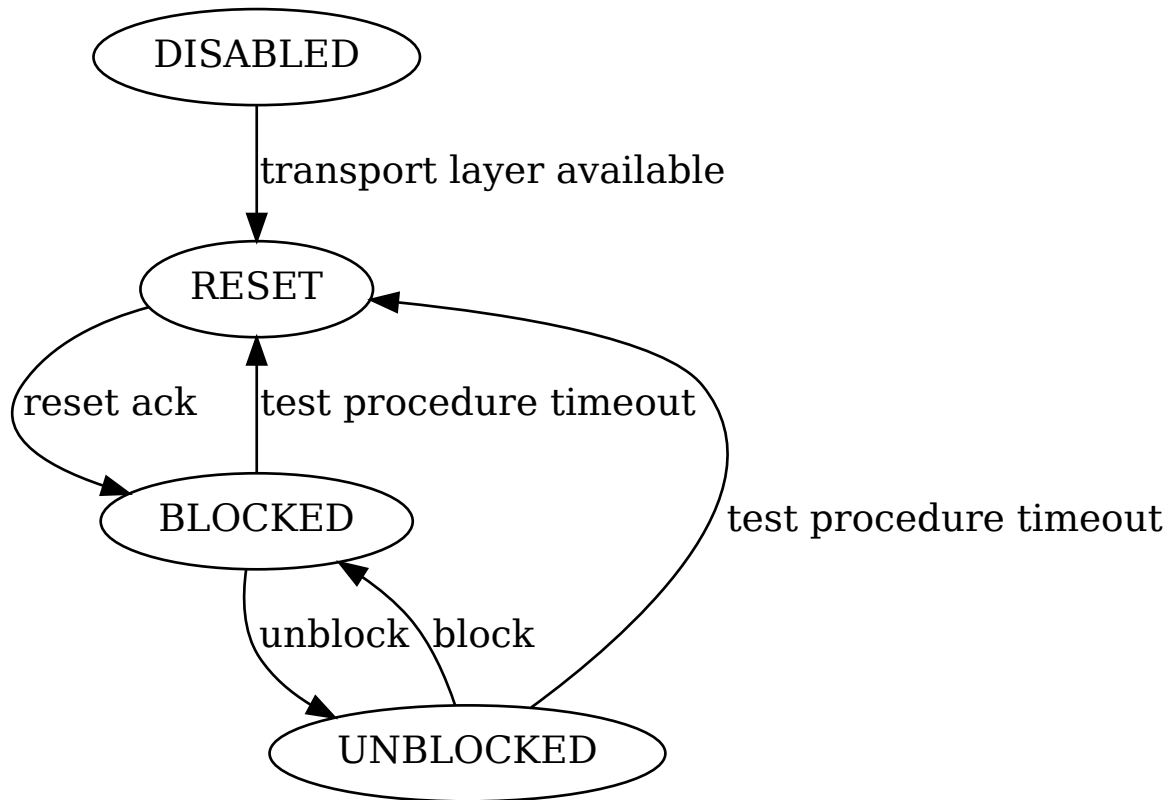 DISABLED
transport layer available
RESET
reset ack
test procedure timeout
BLOCKED
test procedure timeout
unblock
block
UNBLOCKED